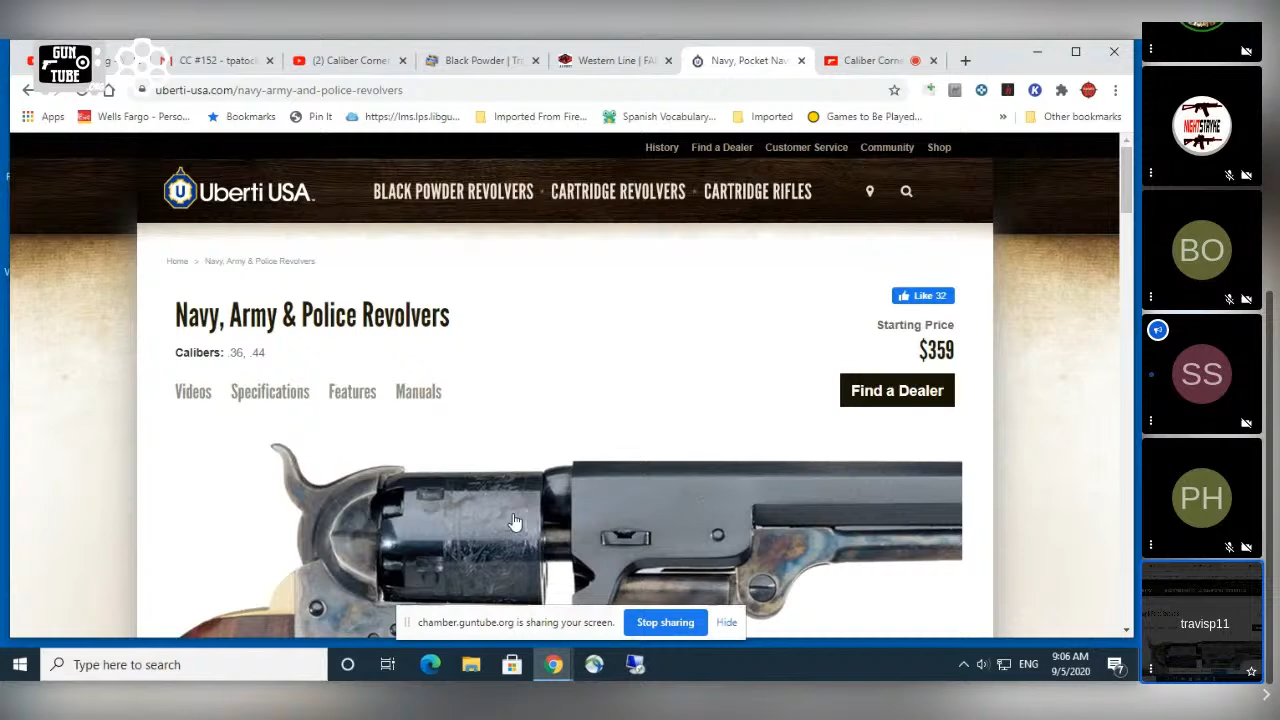 GUN
TUBE
CC #152 - tpatoc
(2) Caliber Corner
Black Powder | Tra
Western Line | FA
Navy, Pocket Nav
Caliber Corne
uberti-usa.com/navy-army-and-police-revolvers
Apps
Wells Fargo - Perso...
Bookmarks
Pin It
https://lms.lps.libgu...
Imported From Fire...
Spanish Vocabulary...
Imported
Games to Be Played...
»
Other bookmarks
History
Find a Dealer
Customer Service
Community
Shop
U
Uberti USA
BLACK POWDER REVOLVERS
CARTRIDGE REVOLVERS
CARTRIDGE RIFLES
Home > Navy, Army & Police Revolvers
Like 32
Navy, Army & Police Revolvers
Starting Price
$359
Calibers: .36, .44
Videos
Specifications
Features
Manuals
Find a Dealer
chamber.guntube.org is sharing your screen.
Stop sharing
Hide
Type here to search
ENG
9:06 AM
9/5/2020
7
NIGHTSTRYKE
BO
SS
PH
travisp11